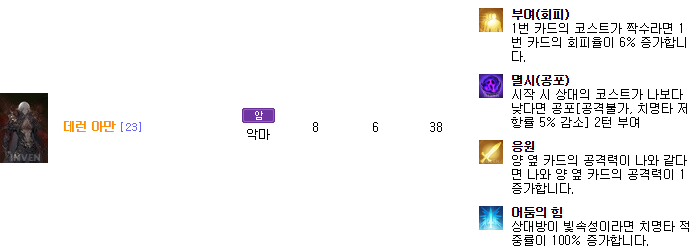 부여(회피)
1번 카드의 코스트가 짝수라면 1
번 카드의 회피율이 6% 증가합니
다.
멸시(공포)
시작 시 상대의 코스트가 나보다
낮다면 공포[공격불가, 치명타 저
항률 5% 감소] 2턴 부여
데런 아만 [23]
암
악마
8
6
38
INVEN
응원
양 옆 카드의 공격력이 나와 같다
면 나와 양 옆 카드의 공격력이 1
증가합니다.
어둠의 힘
상대방이 빛속성이라면 치명타 적
중률이 100% 증가합니다.